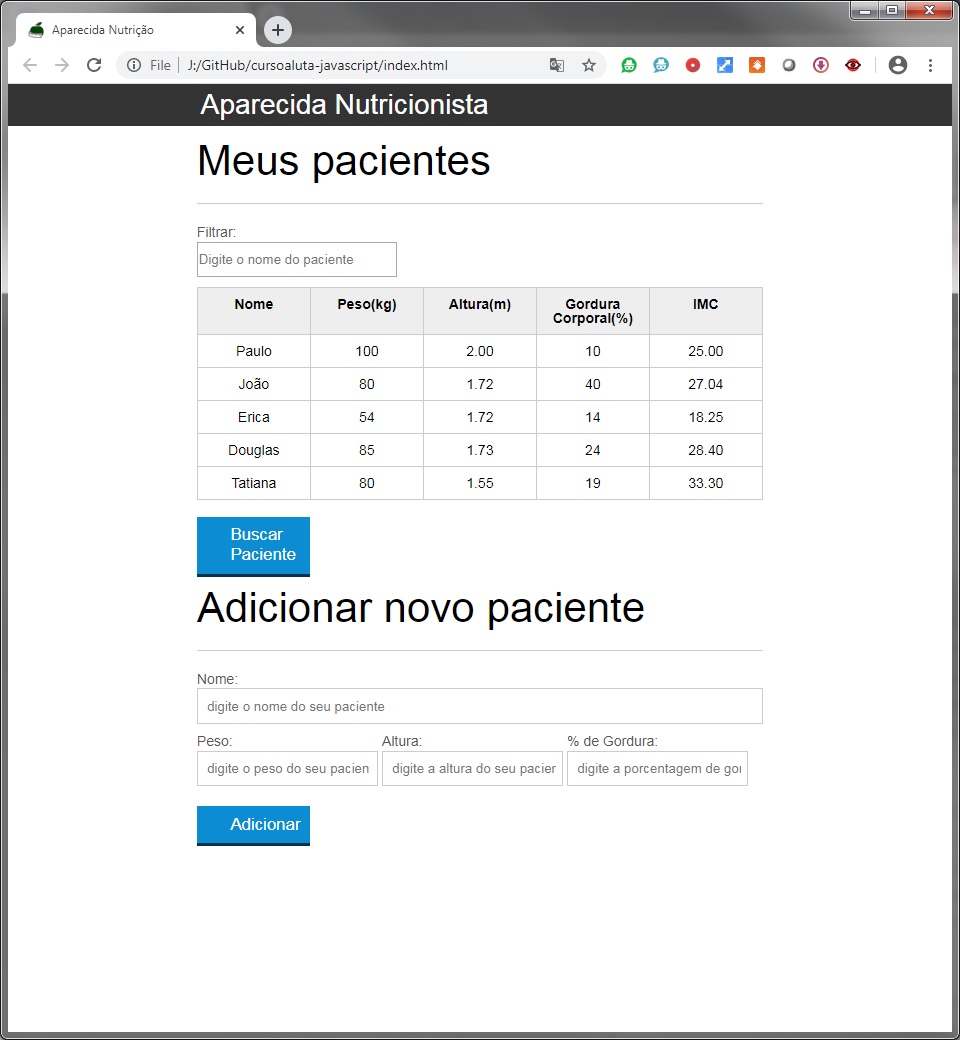 Aparecida Nutrição
File J:/GitHub/cursoaluta-javascript/index.html
Aparecida Nutricionista
Meus pacientes
Filtrar:
Digite o nome do paciente
Nome Peso(kg) Altura(m) Gordura Corporal(%) IMC
Paulo 100 2.00 10 25.00
João 80 1.72 40 27.04
Erica 54 1.72 14 18.25
Douglas 85 1.73 24 28.40
Tatiana 80 1.55 19 33.30
Buscar
Paciente
Adicionar novo paciente
Nome:
digite o nome do seu paciente
Peso: Altura: % de Gordura:
digite o peso do seu pacien digite a altura do seu pacier digite a porcentagem de gor
Adicionar